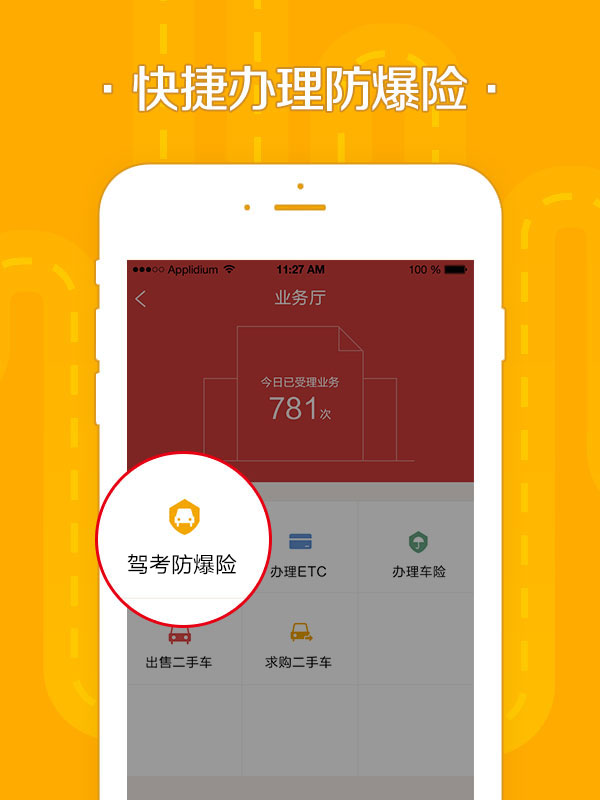 · 快捷办理防爆险 ·
Applidium 11:27 AM 100 %
业务厅
今日已受理业务
781次
驾考防爆险
办理ETC
办理车险
出售二手车
求购二手车